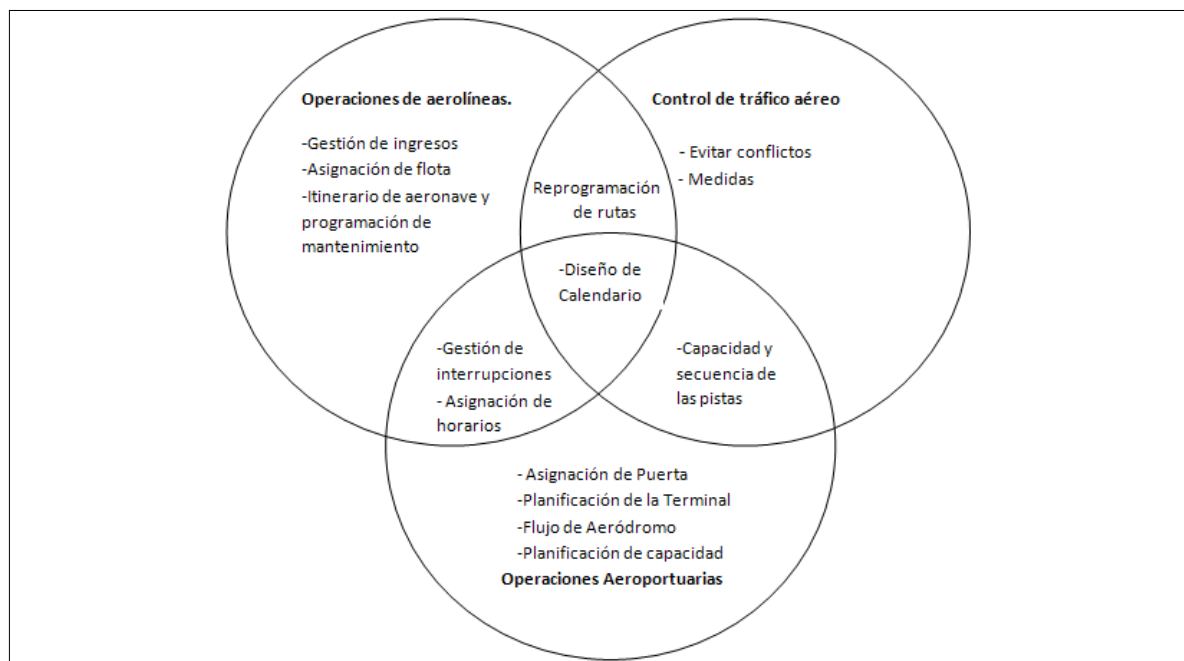 Operaciones de aerolíneas.
-Gestión de ingresos
-Asignación de flota
-Itinerario de aeronave y
programación de
mantenimiento
Control de tráfico aéreo
- Evitar conflictos
- Medidas
Reprogramación
de rutas
-Diseño de
Calendario
-Gestión de
interrupciones
- Asignación de
horarios
-Capacidad y
secuencia de
las pistas
- Asignación de Puerta
-Planificación de la Terminal
-Flujo de Aeródromo
-Planificación de capacidad
Operaciones Aeroportuarias